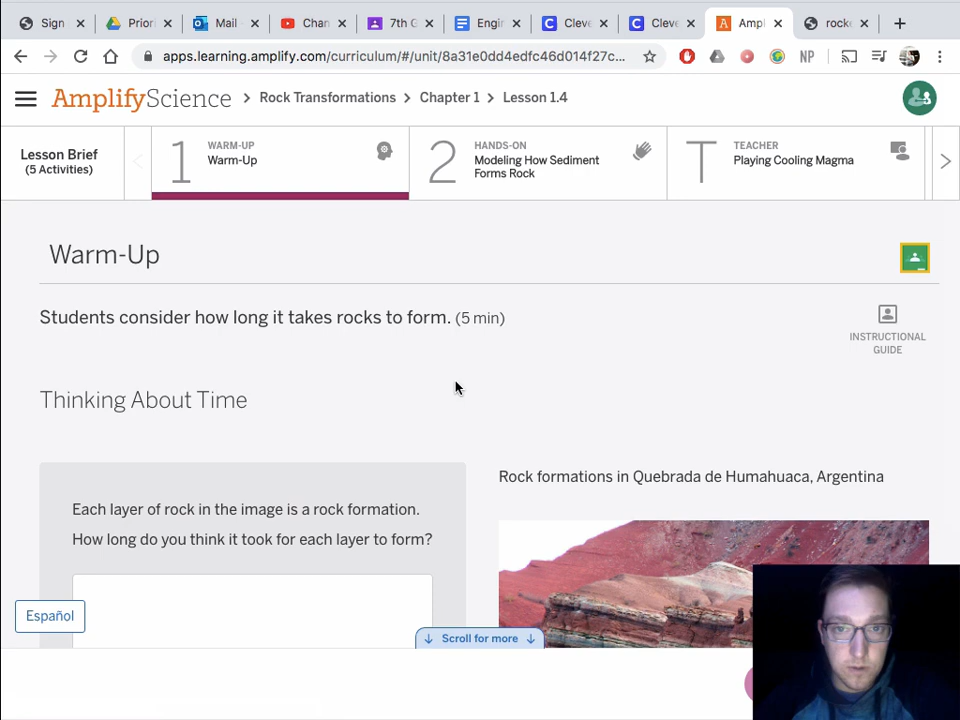 Sign
Prior
Mail
Chan
7th G
Engin
Cleve
Cleve
Ampl
rocke
apps.learning.amplify.com/curriculum/#/unit/8a31e0dd4edfc46d014f27c...
NP
AmplifyScience > Rock Transformations > Chapter 1 > Lesson 1.4
Lesson Brief
(5 Activities)
1
WARM-UP
Warm-Up
2
HANDS-ON
Modeling How Sediment
Forms Rock
T
TEACHER
Playing Cooling Magma
Warm-Up
Students consider how long it takes rocks to form. (5 min)
INSTRUCTIONAL
GUIDE
Thinking About Time
Each layer of rock in the image is a rock formation.
How long do you think it took for each layer to form?
Rock formations in Quebrada de Humahuaca, Argentina
Español
Scroll for more